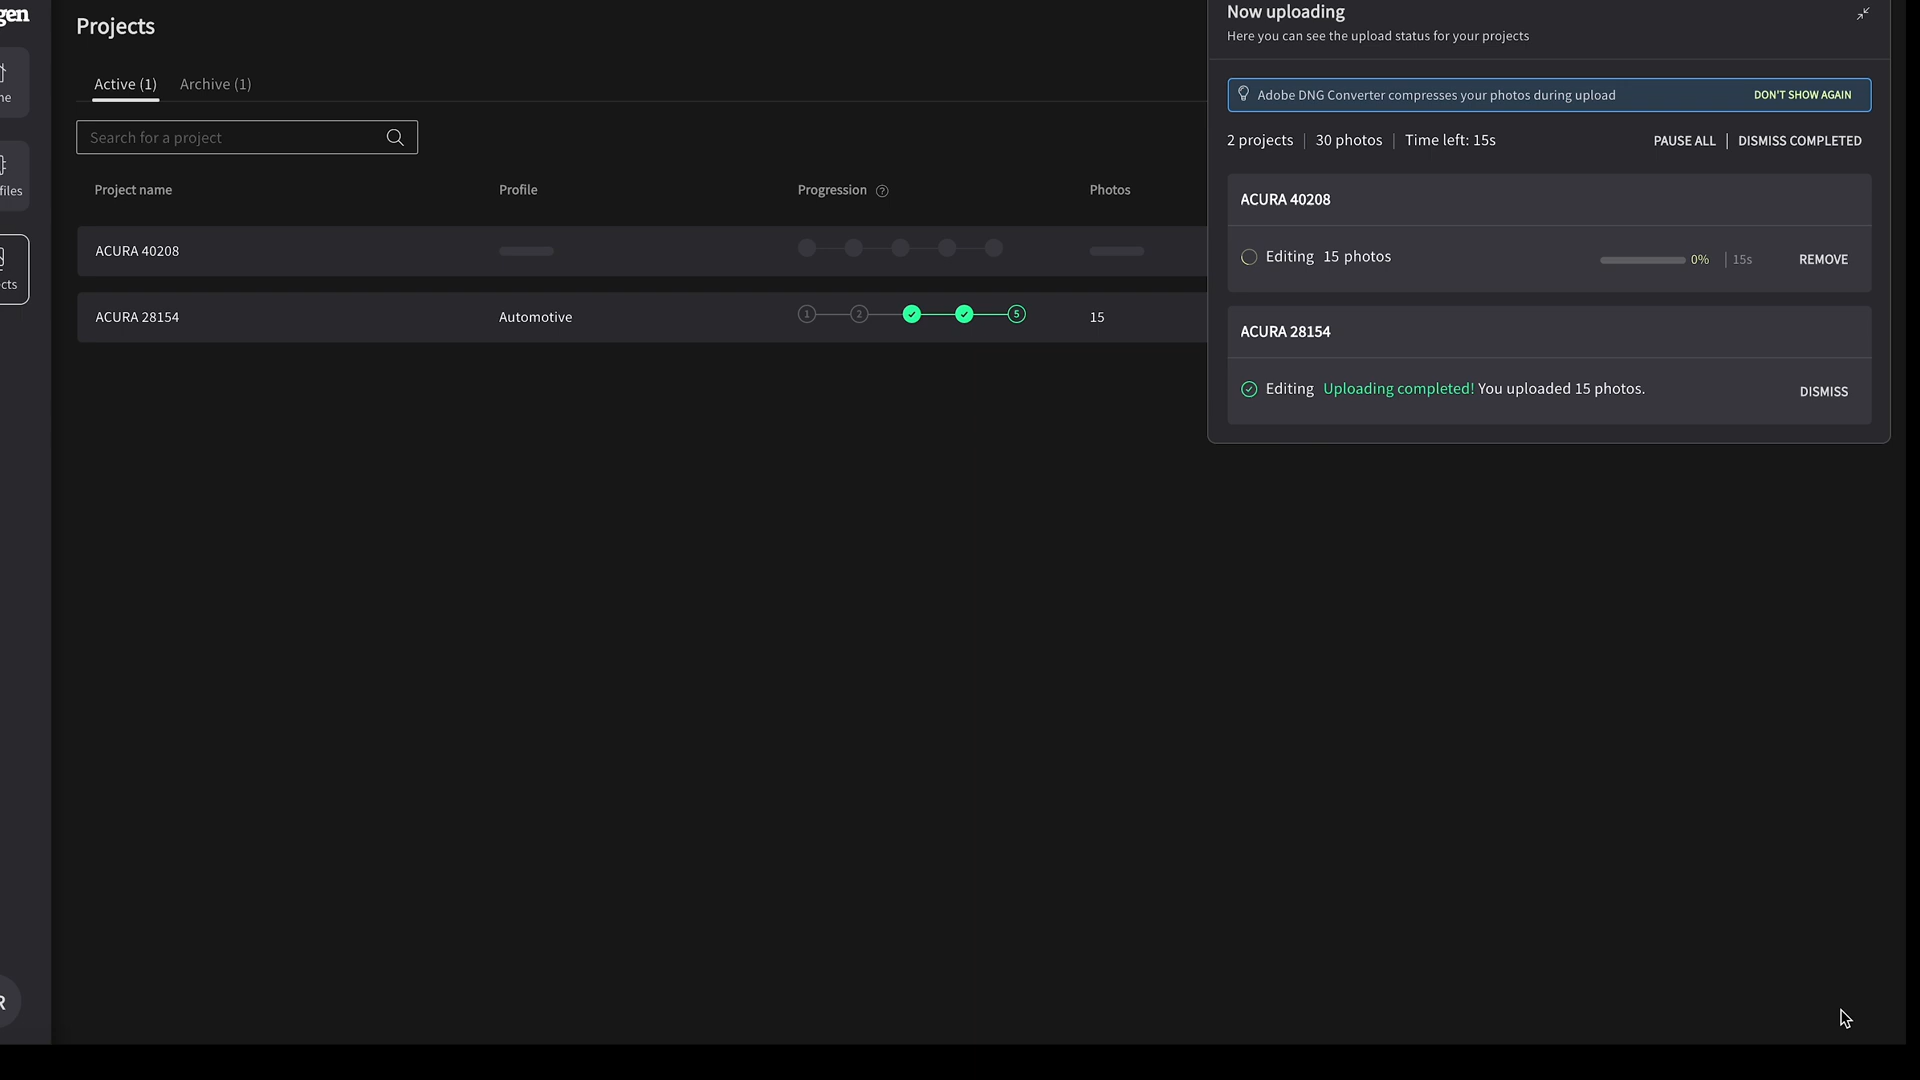 gen
Projects
Active (1)
Archive (1)
Search for a project
Project name
Profile
Progression ?
Photos
ACURA 40208
ACURA 28154
Automotive
1
2
5
15
ne
files
cts
R
Now uploading
Here you can see the upload status for your projects
Adobe DNG Converter compresses your photos during upload
DON'T SHOW AGAIN
2 projects | 30 photos | Time left: 15s
PAUSE ALL | DISMISS COMPLETED
ACURA 40208
Editing 15 photos
0% | 15s
REMOVE
ACURA 28154
Editing Uploading completed! You uploaded 15 photos.
DISMISS